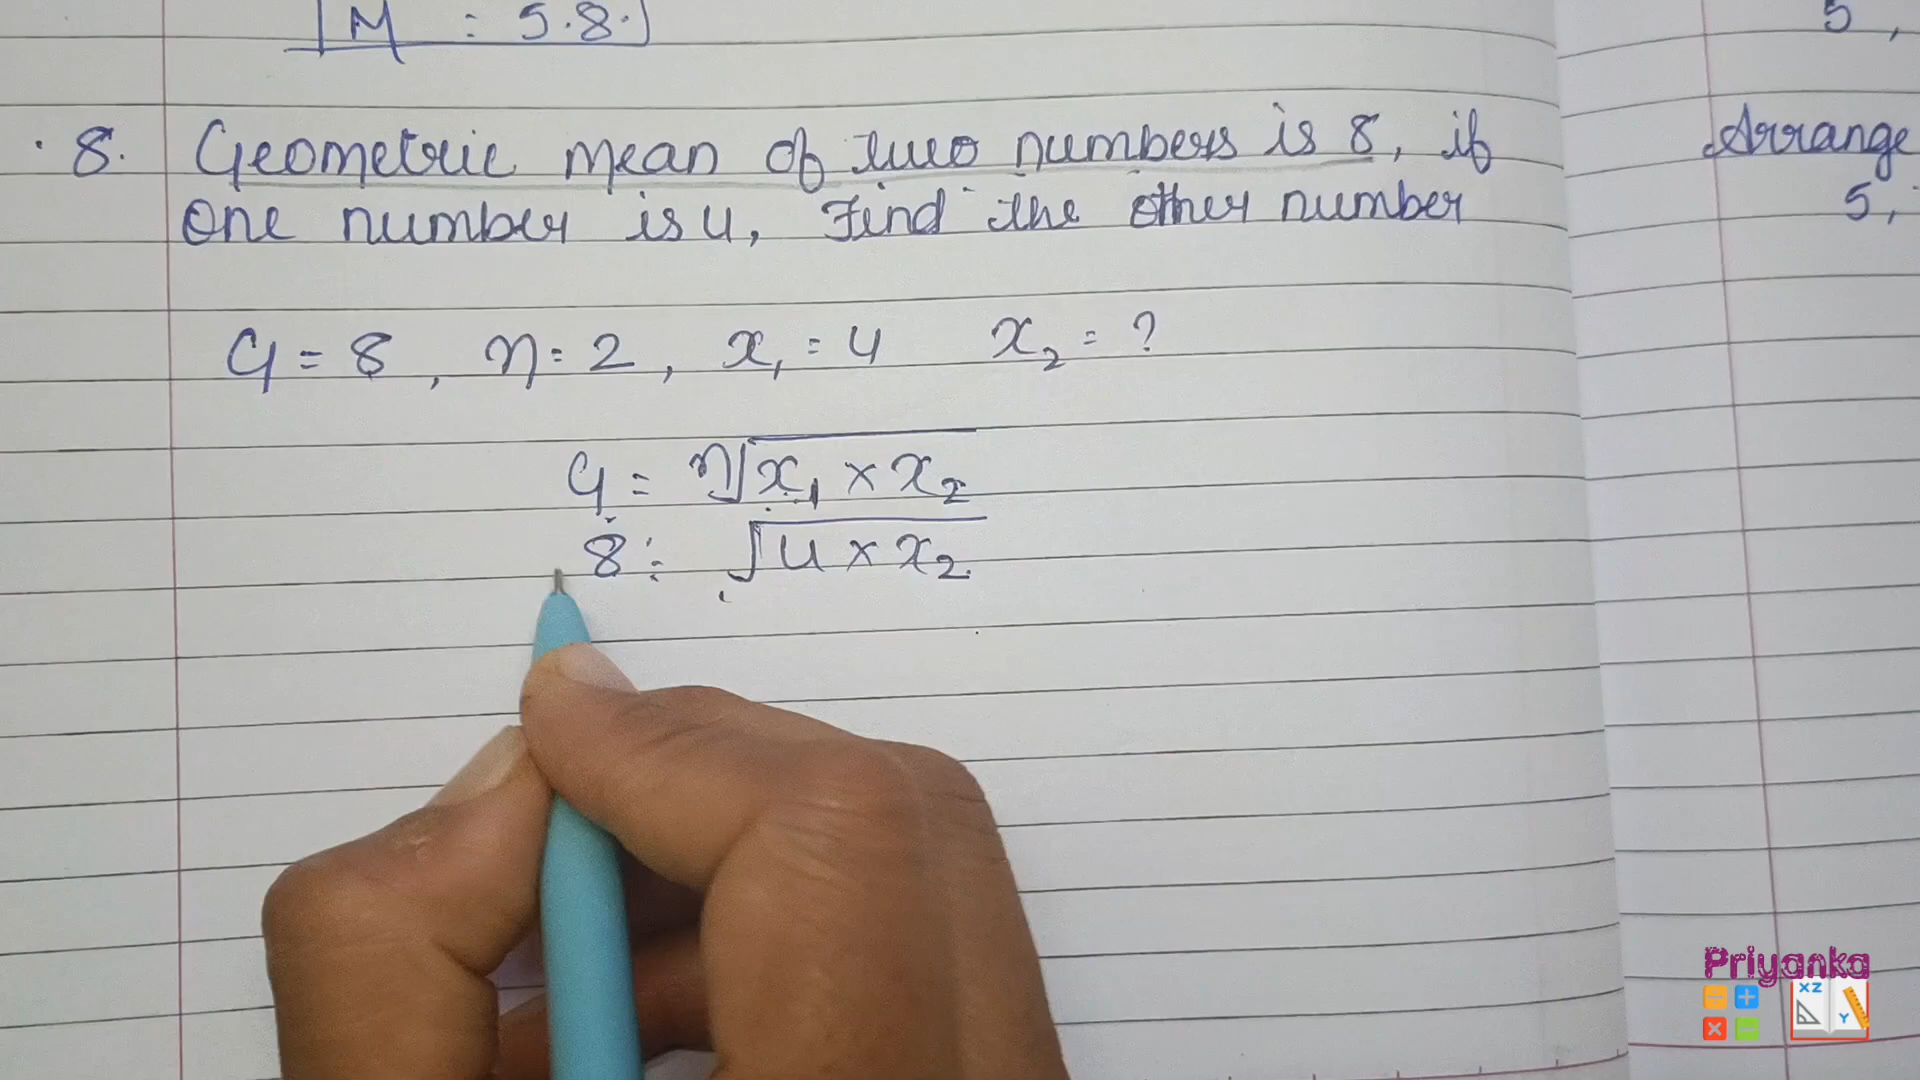 M = 5.8.
8. Geometric mean of two numbers is 8, if
one number is 4, Find the other number
G = 8, n = 2, x₁ = 4 x₂ = ?
G = ⁿ√x₁ × x₂
8 = √4 × x₂
5,
Arrange
5,
Priyanka
XZ
Y